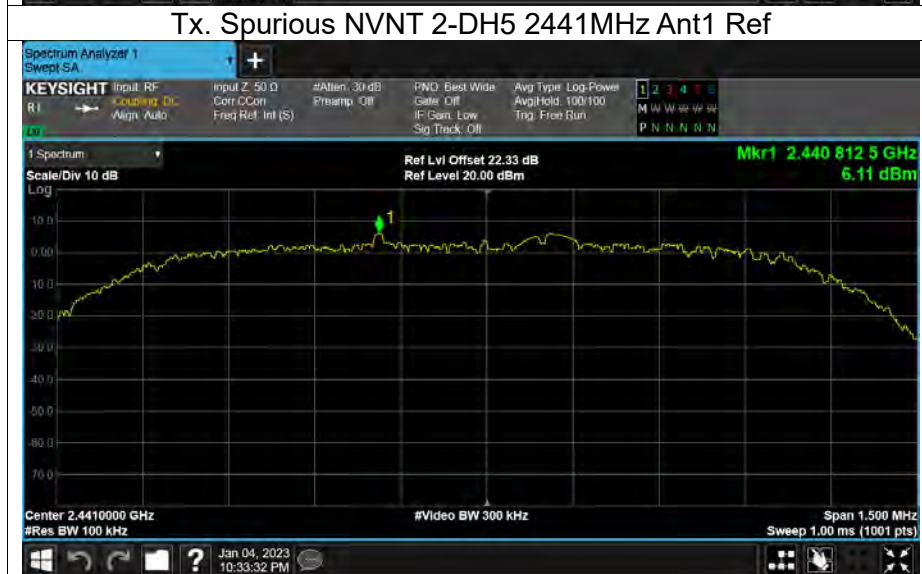 Tx. Spurious NVNT 2-DH5 2441MHz Ant1 Ref
Spectrum Analyzer 1
Swept SA
+
KEYSIGHT Input: RF
Coupling: DC
Align: Auto
Input Z: 50 Ω
Corr CCorr
Freq Ref: Int (S)
#Atten: 30 dB
Preamp: Off
PNO: Best Wide
Gate: Off
IF Gain: Low
Sig Track: Off
Avg Type: Log-Power
Avg|Hold: 100/100
Trig: Free Run
1 2 3 4 5 6
M W W W W W
P N N N N N
1 Spectrum
Scale/Div 10 dB
Log
Ref Lvl Offset 22.33 dB
Ref Level 20.00 dBm
Mkr1 2.440 812 5 GHz
6.11 dBm
1
10.0
0.00
-10.0
-20.0
-30.0
-40.0
-50.0
-60.0
-70.0
Center 2.4410000 GHz
#Res BW 100 kHz
#Video BW 300 kHz
Span 1.500 MHz
Sweep 1.00 ms (1001 pts)
?
Jan 04, 2023
10:33:32 PM